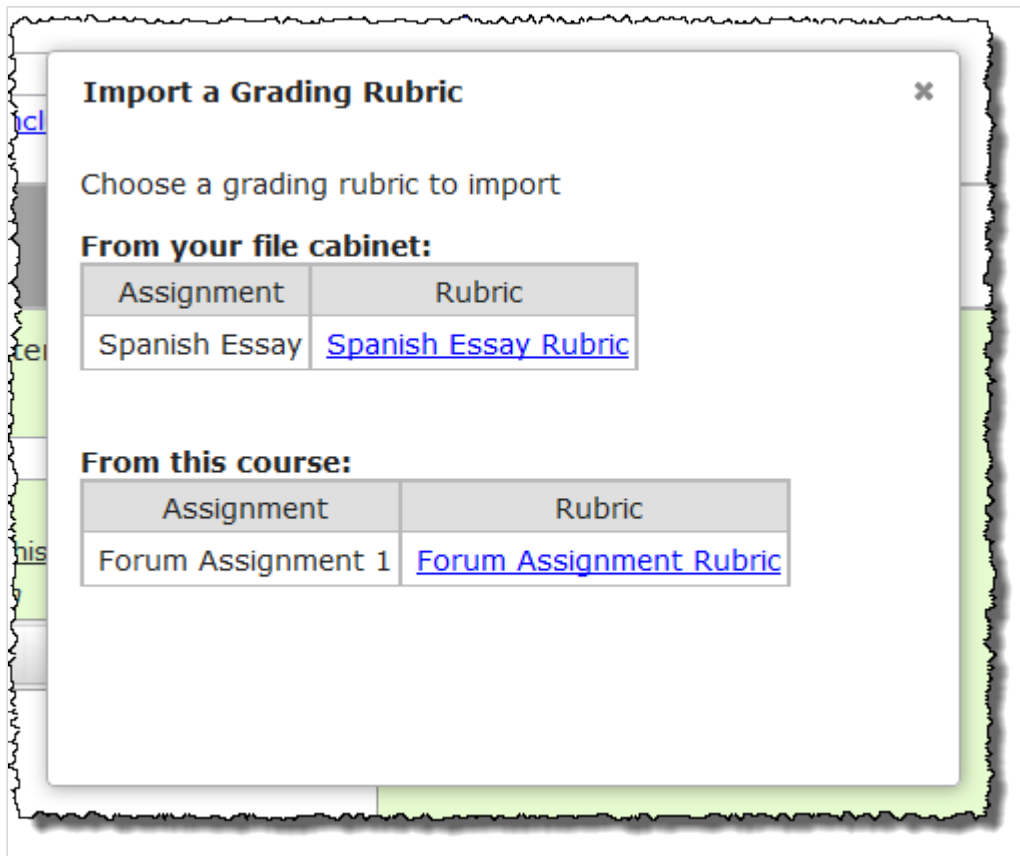 Import a Grading Rubric
Choose a grading rubric to import
From your file cabinet:
Assignment Rubric
Spanish Essay Spanish Essay Rubric
From this course:
Assignment Rubric
Forum Assignment 1 Forum Assignment Rubric